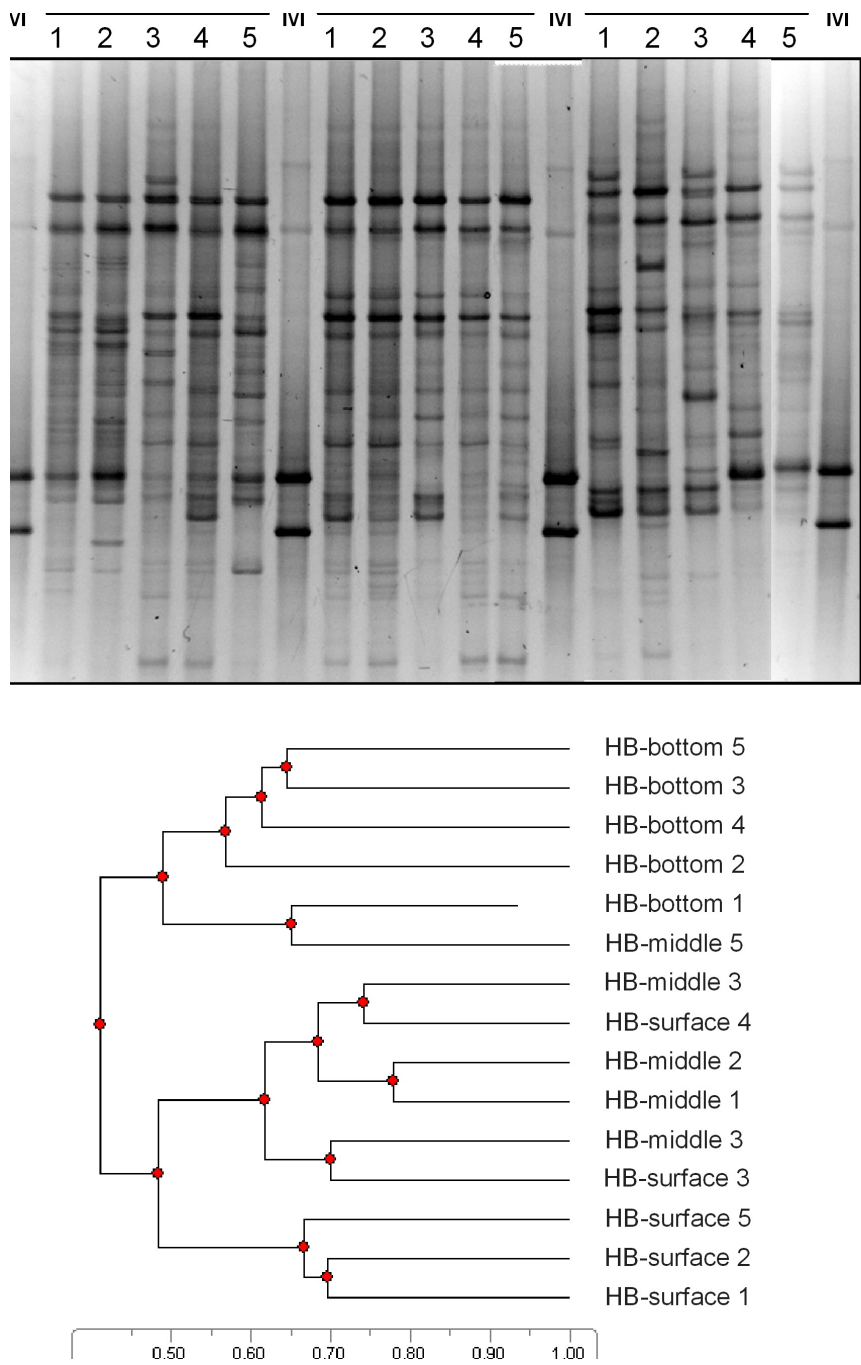 1 2 3 4 5 1 2 3 4 5 1 2 3 4 5
HB-bottom 5
HB-bottom 3
HB-bottom 4
HB-bottom 2
HB-bottom 1
HB-middle 5
HB-middle 3
HB-surface 4
HB-middle 2
HB-middle 1
HB-middle 3
HB-surface 3
HB-surface 5
HB-surface 2
HB-surface 1
0.50 0.60 0.70 0.80 0.90 1.00